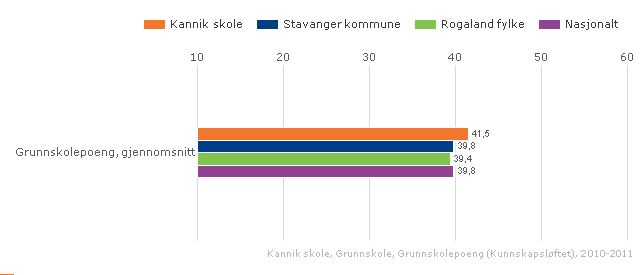 Kannik skole Stavanger kommune Rogaland fylke Nasjonalt
10 20 30 40 50 60
Grunnskolepoeng, gjennomsnitt
41,5
39,8
39,4
39,8
Kannik skole, Grunnskole, Grunnskolepoeng (Kunnskapsløftet), 2010-2011